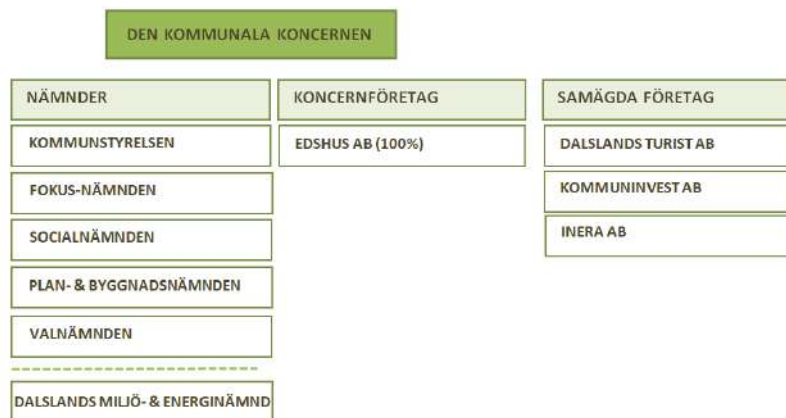 DEN KOMMUNALA KONCERNEN
NÄMNDER
KOMMUNSTYRELSEN
FOKUS-NÄMNDEN
SOCIALNÄMNDEN
PLAN- & BYGGNADSNÄMNDEN
VALNÄMNDEN
DALSLANDS MILJÖ- & ENERGINÄMND
KONCERNFÖRETAG
EDSHUS AB (100%)
SAMÄGDA FÖRETAG
DALSLANDS TURIST AB
KOMMUNINVEST AB
INERA AB